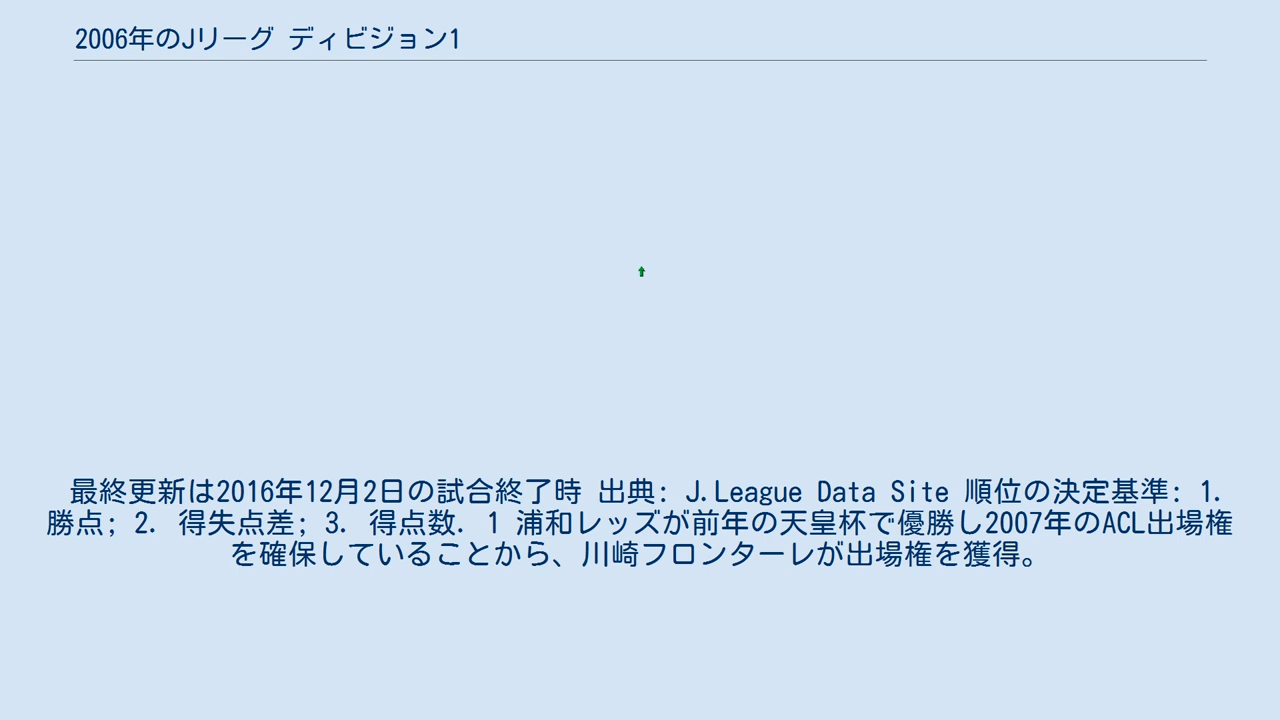 2006年のJリーグ ディビジョン1
最終更新は2016年12月2日の試合終了時 出典: J.League Data Site 順位の決定基準: 1.
勝点; 2. 得失点差; 3. 得点数. 1 浦和レッズが前年の天皇杯で優勝し2007年のACL出場権
を確保していることから、川崎フロンターレが出場権を獲得。